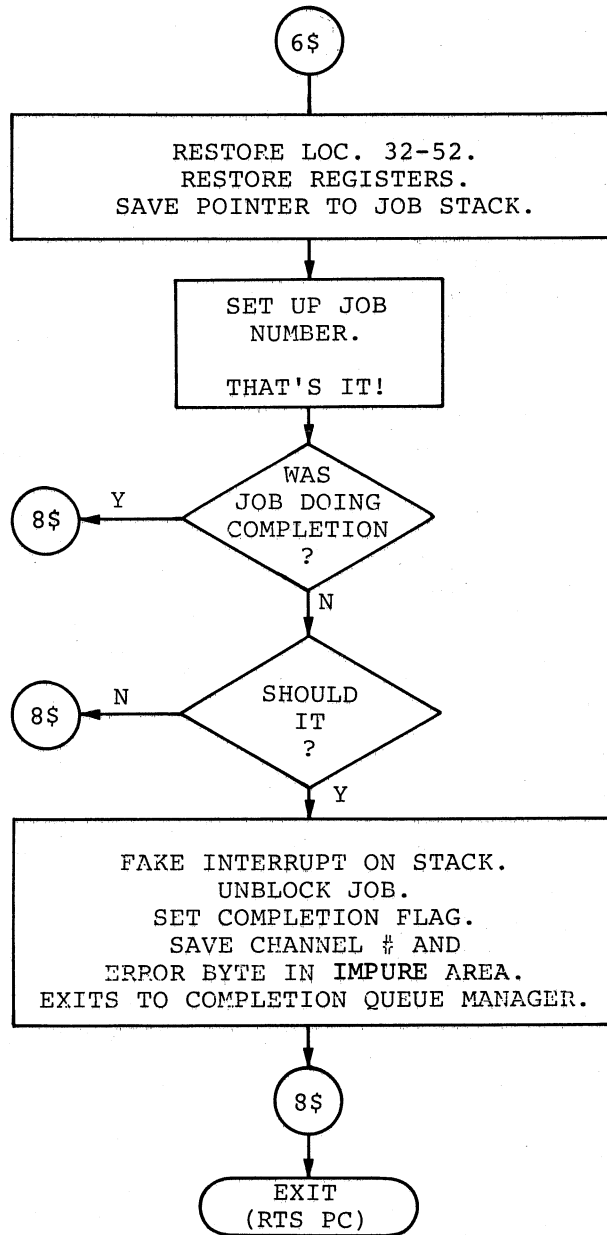 6$
RESTORE LOC. 32-52.
RESTORE REGISTERS.
SAVE POINTER TO JOB STACK.
SET UP JOB
NUMBER.
THAT'S IT!
WAS
JOB DOING
COMPLETION
?
Y
8$
N
SHOULD
IT
?
N
8$
Y
FAKE INTERRUPT ON STACK.
UNBLOCK JOB.
SET COMPLETION FLAG.
SAVE CHANNEL # AND
ERROR BYTE IN IMPURE AREA.
EXITS TO COMPLETION QUEUE MANAGER.
8$
EXIT
(RTS PC)